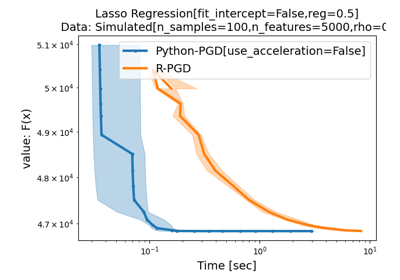 Lasso Regression[fit_intercept=False,reg=0.5]
Data: Simulated[n_samples=100,n_features=5000,rho=0
5.1 × 10⁴
5 × 10⁴
4.9 × 10⁴
4.8 × 10⁴
4.7 × 10⁴
value: F(x)
Python-PGD[use_acceleration=False]
R-PGD
10⁻¹
10⁰
10¹
Time [sec]